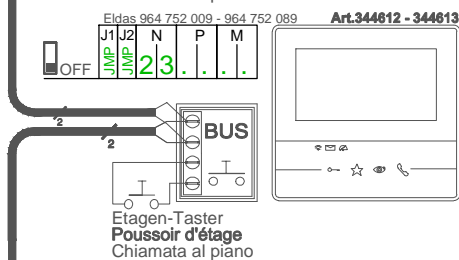 Eldas 964 752 009 - 964 752 089
Art.344612 - 344613
J1 J2 N P M
OFF JMP JMP 2 3 . . . .
2
2
BUS
Etagen-Taster
Poussoir d'étage
Chiamata al piano